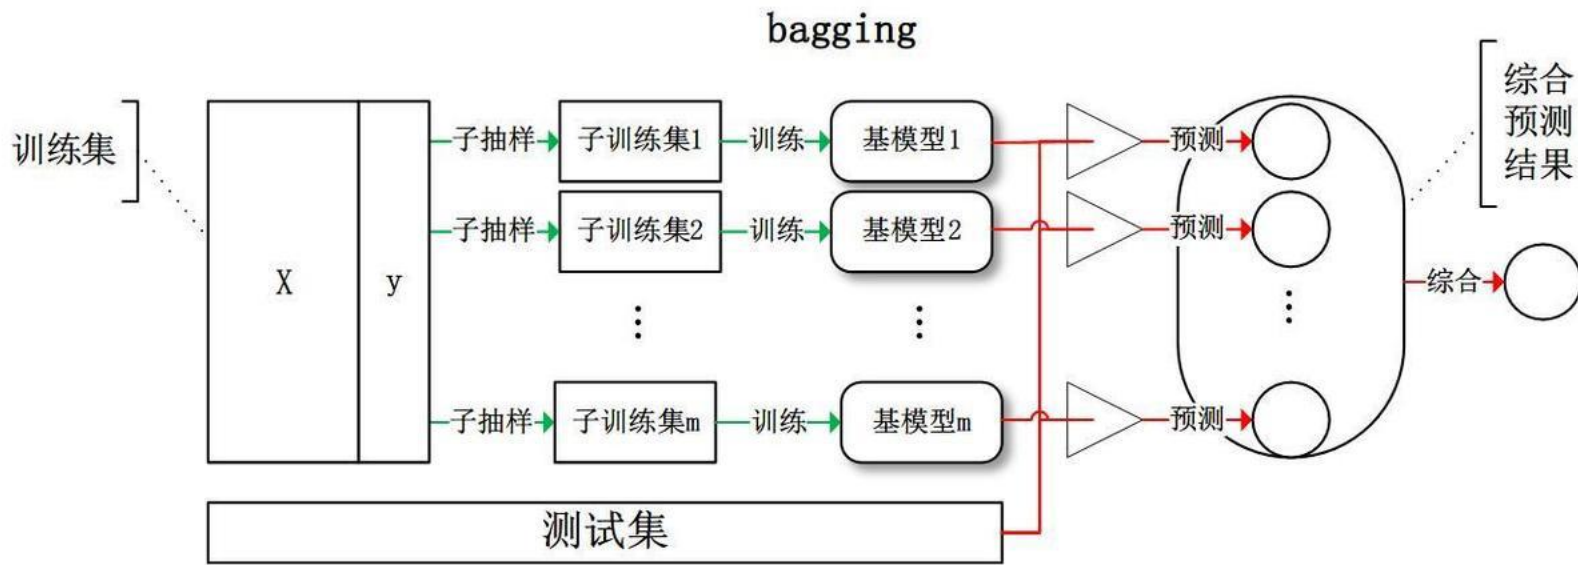 bagging
训练集
X
y
子抽样
子训练集1
训练
基模型1
预测
子抽样
子训练集2
训练
基模型2
预测
子抽样
子训练集m
训练
基模型m
预测
综合
预测
结果
综合
测试集